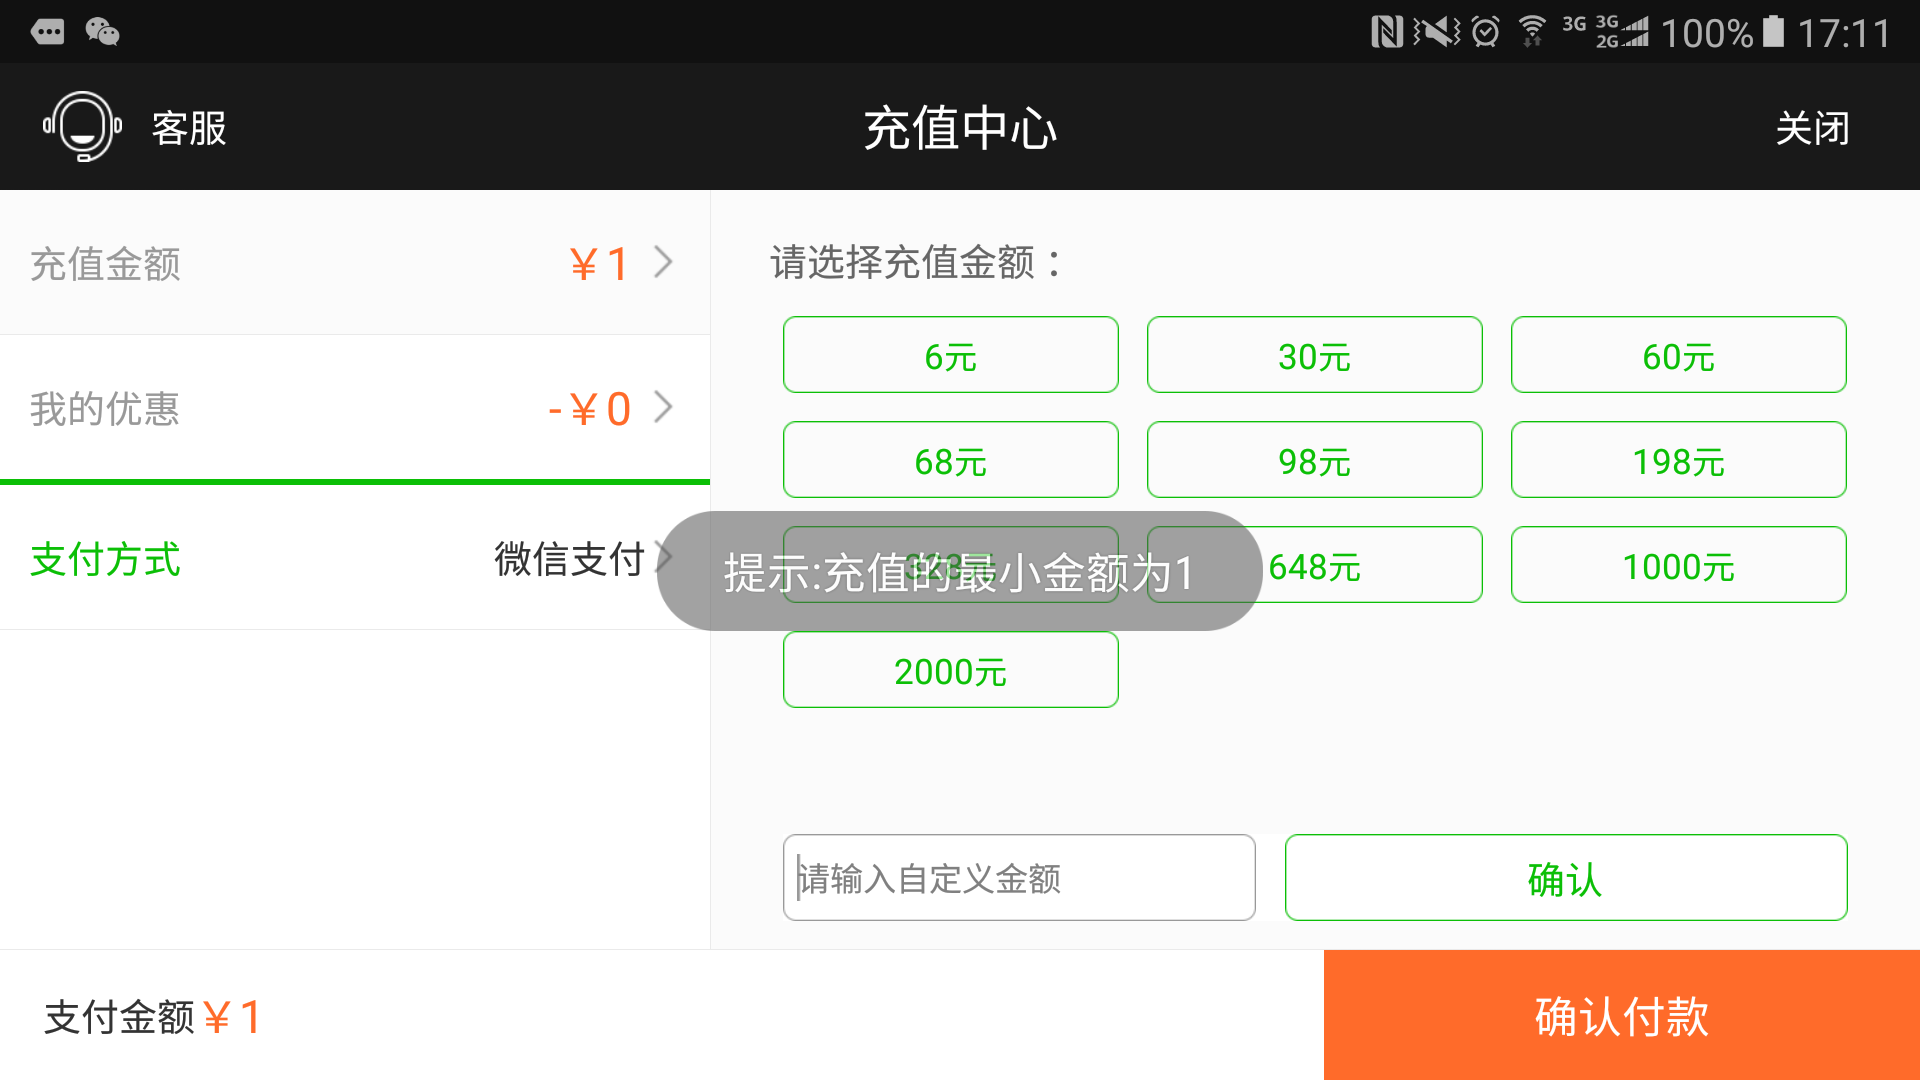 3G 3G 2G 100% 17:11
客服 充值中心 关闭
充值金额 ￥1
我的优惠 -￥0
支付方式 微信支付
请选择充值金额：
6元 30元 60元
68元 98元 198元
328元 648元 1000元
提示:充值的最小金额为1
2000元
请输入自定义金额 确认
支付金额￥1 确认付款